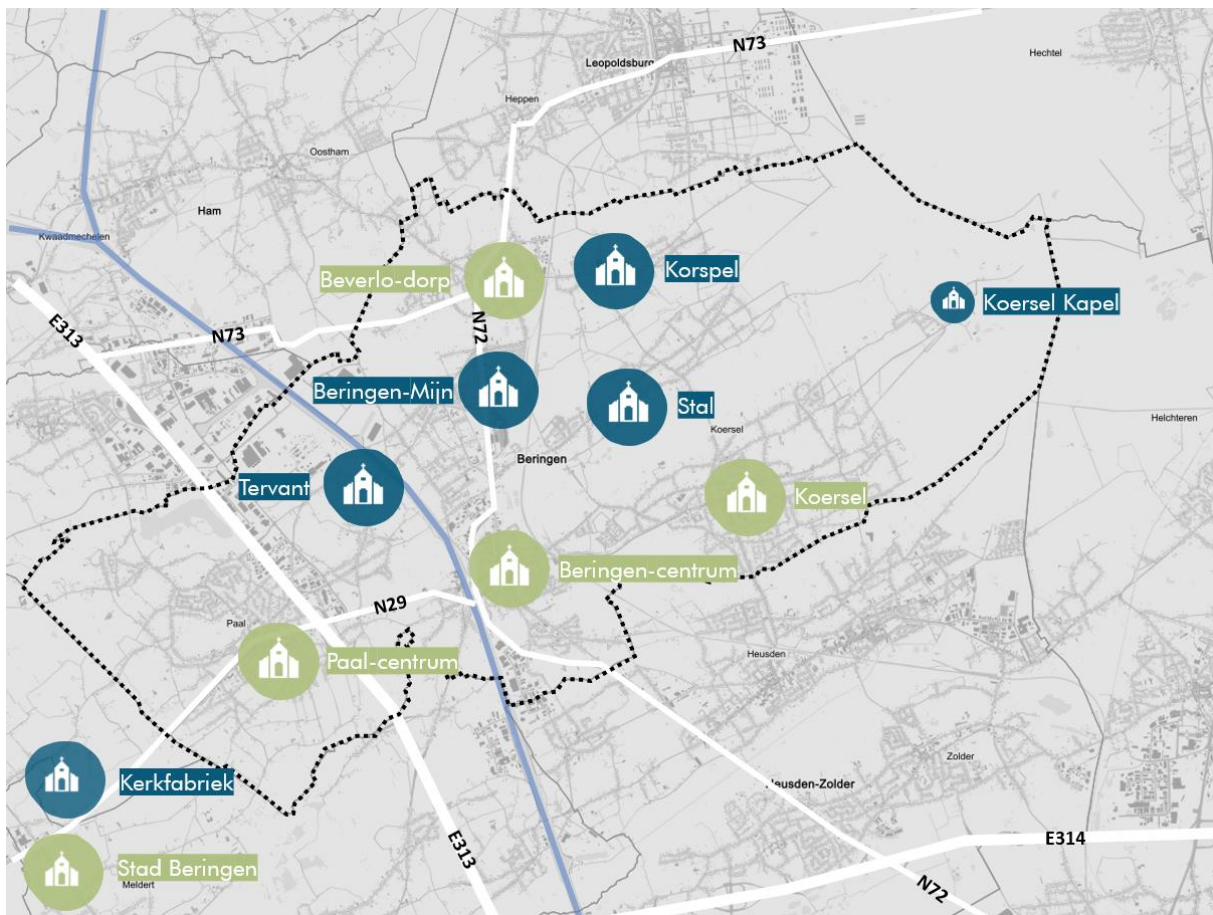 N73
Hechtel
Leopoldsburg
Heppen
Oostham
Ham
Kwaadmechelen
Beverlo-dorp
Korspel
Koersel Kapel
E313
N73
N72
Beringen-Mijn
Stal
Helchteren
Koersel
Beringen
Tervant
Koersel
Beringen-centrum
N29
Paal
Paal-centrum
Heusden
Zolder
Kerkfabriek
Heusden-Zolder
E313
E314
Stad Beringen
Meldert
N72